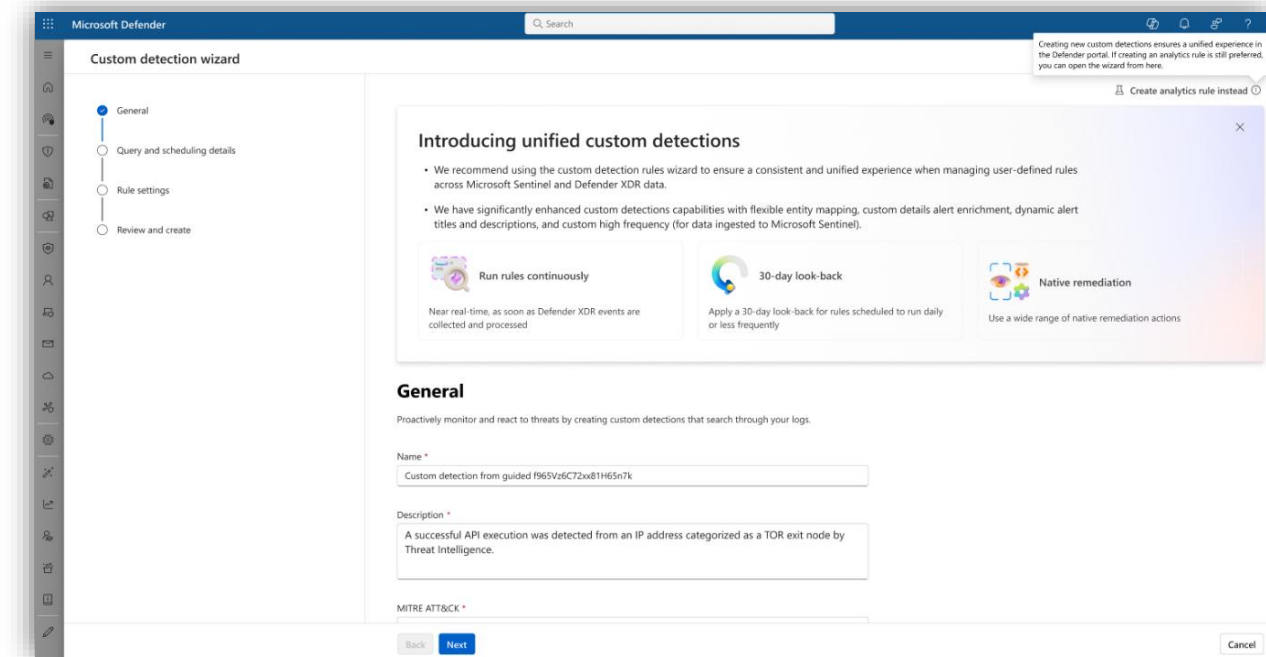 Microsoft Defender
Search
Creating new custom detections ensures a unified experience in
the Defender portal. If creating an analytics rule is still preferred,
you can open the wizard from here.
Custom detection wizard
Create analytics rule instead
General
Query and scheduling details
Rule settings
Review and create
Introducing unified custom detections
• We recommend using the custom detection rules wizard to ensure a consistent and unified experience when managing user-defined rules
across Microsoft Sentinel and Defender XDR data.
• We have significantly enhanced custom detections capabilities with flexible entity mapping, custom details alert enrichment, dynamic alert
titles and descriptions, and custom high frequency (for data ingested to Microsoft Sentinel).
Run rules continuously
Near real-time, as soon as Defender XDR events are
collected and processed
30-day look-back
Apply a 30-day look-back for rules scheduled to run daily
or less frequently
Native remediation
Use a wide range of native remediation actions
General
Proactively monitor and react to threats by creating custom detections that search through your logs.
Name *
Custom detection from guided f965Vz6C72xx81H65n7k
Description *
A successful API execution was detected from an IP address categorized as a TOR exit node by
Threat Intelligence.
MITRE ATT&CK *
Back
Next
Cancel